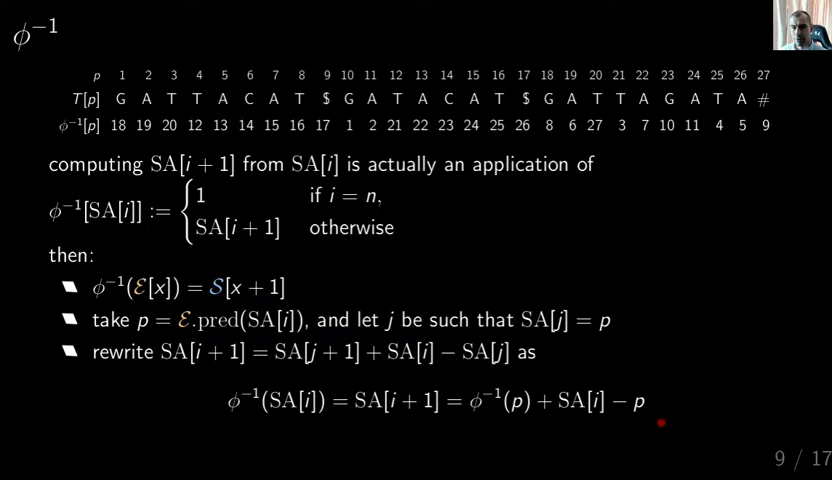 ϕ⁻¹
p 1 2 3 4 5 6 7 8 9 10 11 12 13 14 15 16 17 18 19 20 21 22 23 24 25 26 27
T[p] G A T T A C A T $ G A T A C A T $ G A T T A G A T A #
ϕ⁻¹[p] 18 19 20 12 13 14 15 16 17 1 2 21 22 23 24 25 26 8 6 27 3 7 10 11 4 5 9
computing SA[i + 1] from SA[i] is actually an application of
ϕ⁻¹[SA[i]] := { 1 if i = n,
SA[i + 1] otherwise
then:
ϕ⁻¹(ℰ[x]) = 𝒮[x + 1]
take p = ℰ.pred(SA[i]), and let j be such that SA[j] = p
rewrite SA[i + 1] = SA[j + 1] + SA[i] − SA[j] as
ϕ⁻¹(SA[i]) = SA[i + 1] = ϕ⁻¹(p) + SA[i] − p
9 / 17